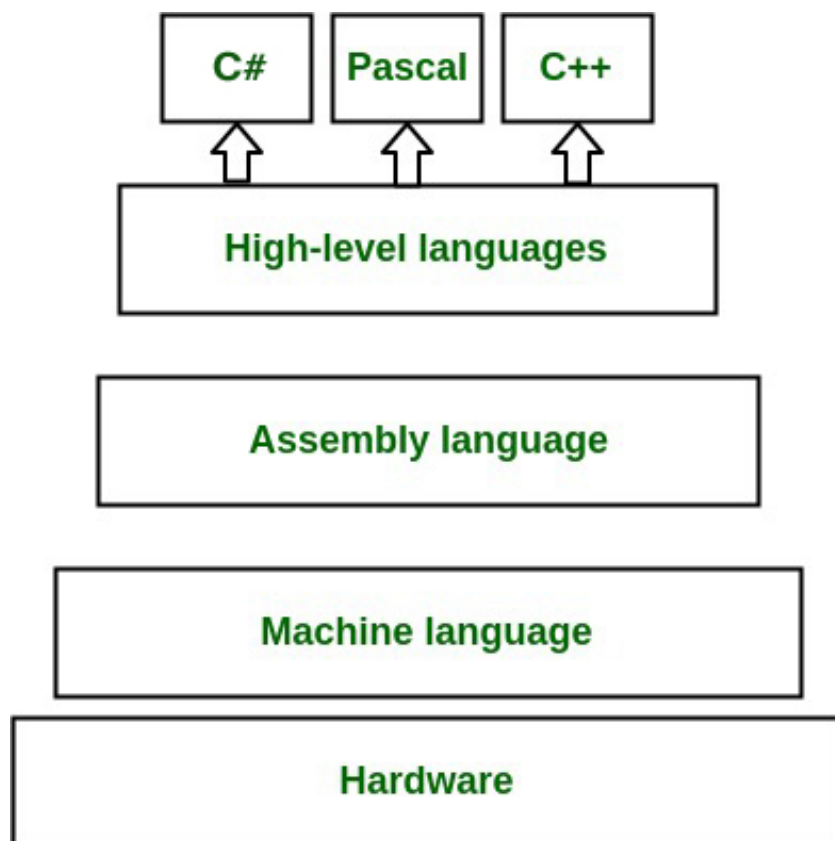 C# Pascal C++
High-level languages
Assembly language
Machine language
Hardware